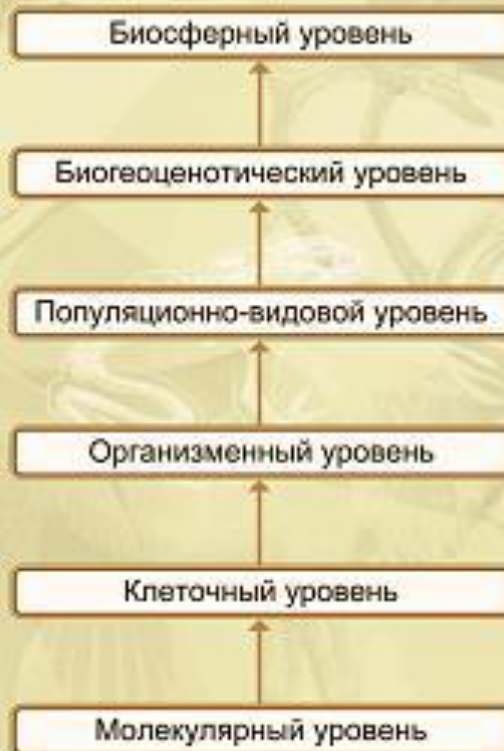 Биосферный уровень
Биогеоценотический уровень
Популяционно-видовой уровень
Организменный уровень
Клеточный уровень
Молекулярный уровень